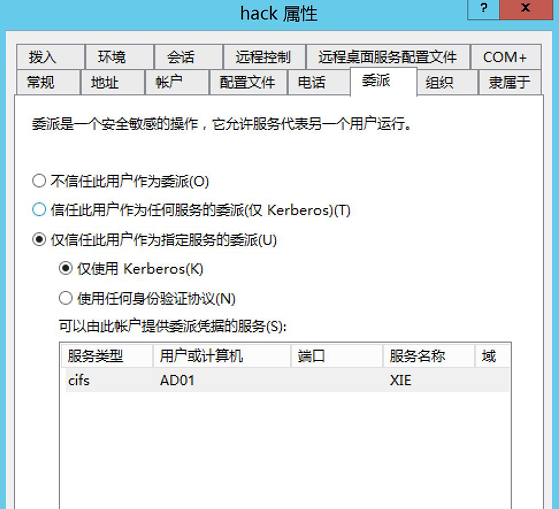 hack 属性
? x
拨入 环境 会话 远程控制 远程桌面服务配置文件 COM+
常规 地址 帐户 配置文件 电话 委派 组织 隶属于
委派是一个安全敏感的操作，它允许服务代表另一个用户运行。
不信任此用户作为委派(O)
信任此用户作为任何服务的委派(仅 Kerberos)(T)
仅信任此用户作为指定服务的委派(U)
仅使用 Kerberos(K)
使用任何身份验证协议(N)
可以由此帐户提供委派凭据的服务(S):
服务类型 用户或计算机 端口 服务名称 域
cifs AD01 XIE